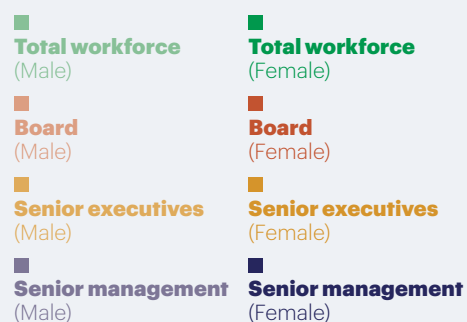 Total workforce
(Male)
Total workforce
(Female)
Board
(Male)
Board
(Female)
Senior executives
(Male)
Senior executives
(Female)
Senior management
(Male)
Senior management
(Female)